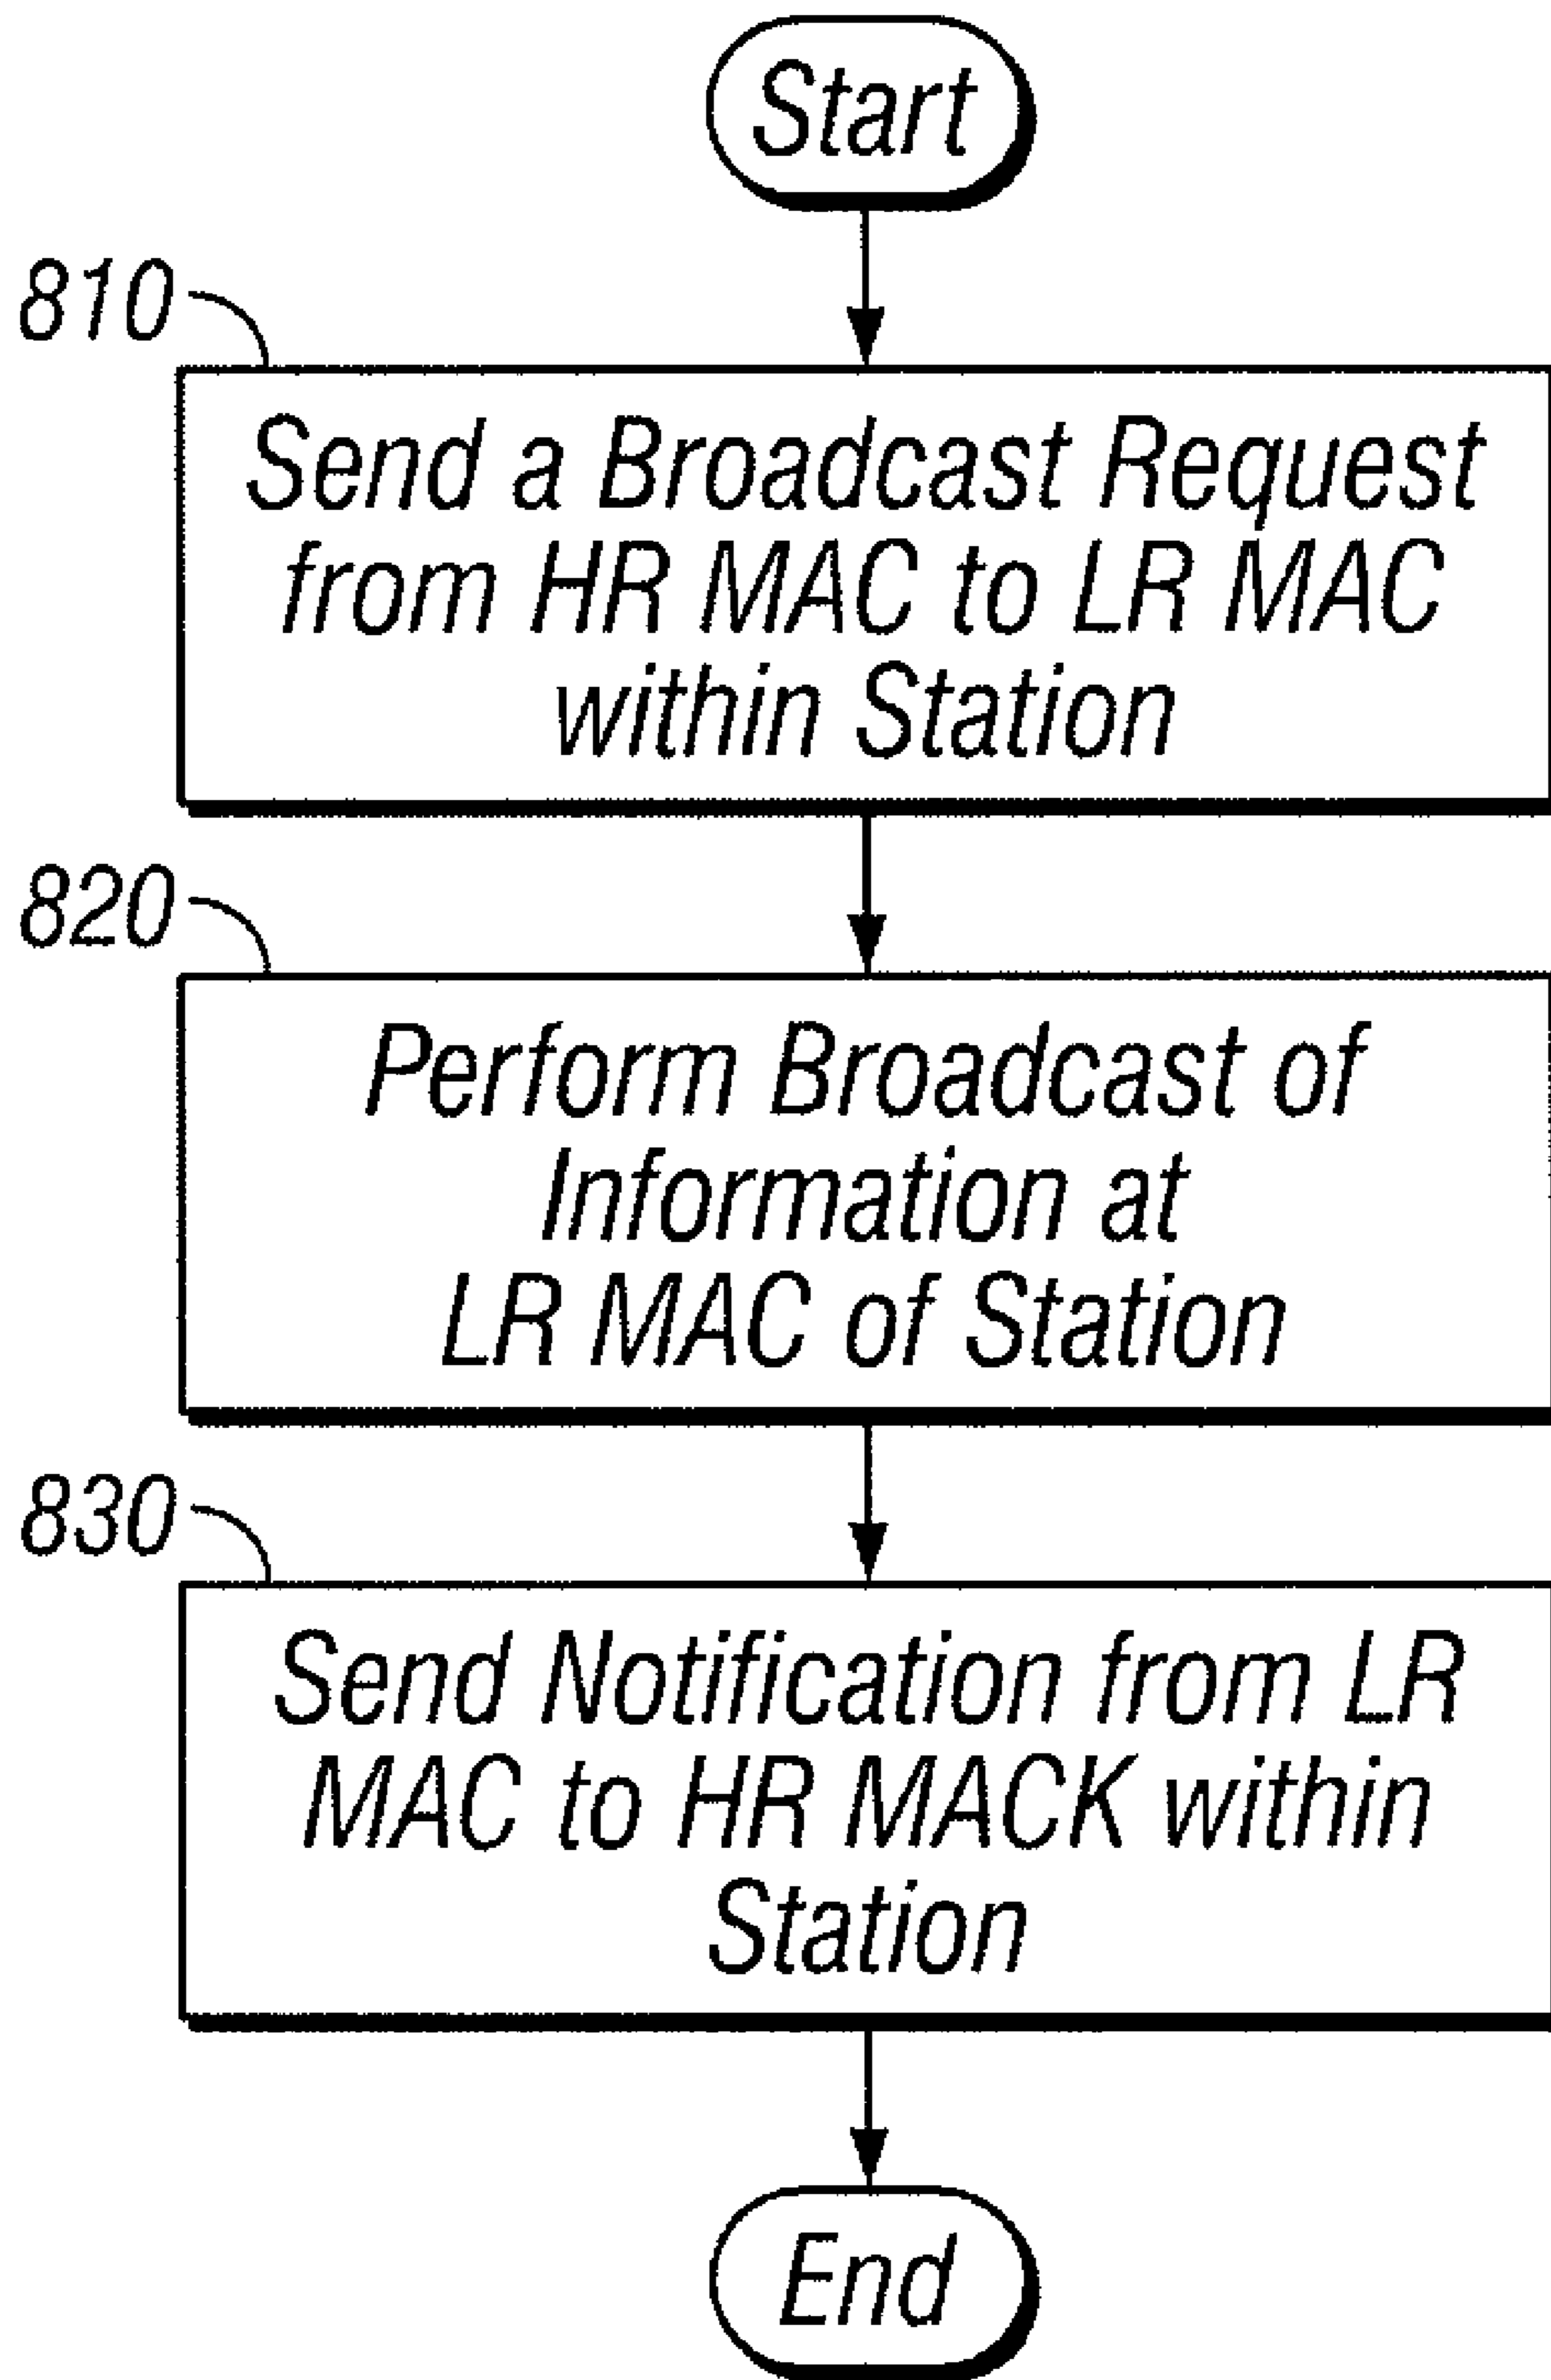 Start
810
Send a Broadcast Request
from HR MAC to LR MAC
within Station
820
Perform Broadcast of
Information at
LR MAC of Station
830
Send Notification from LR
MAC to HR MACK within
Station
End